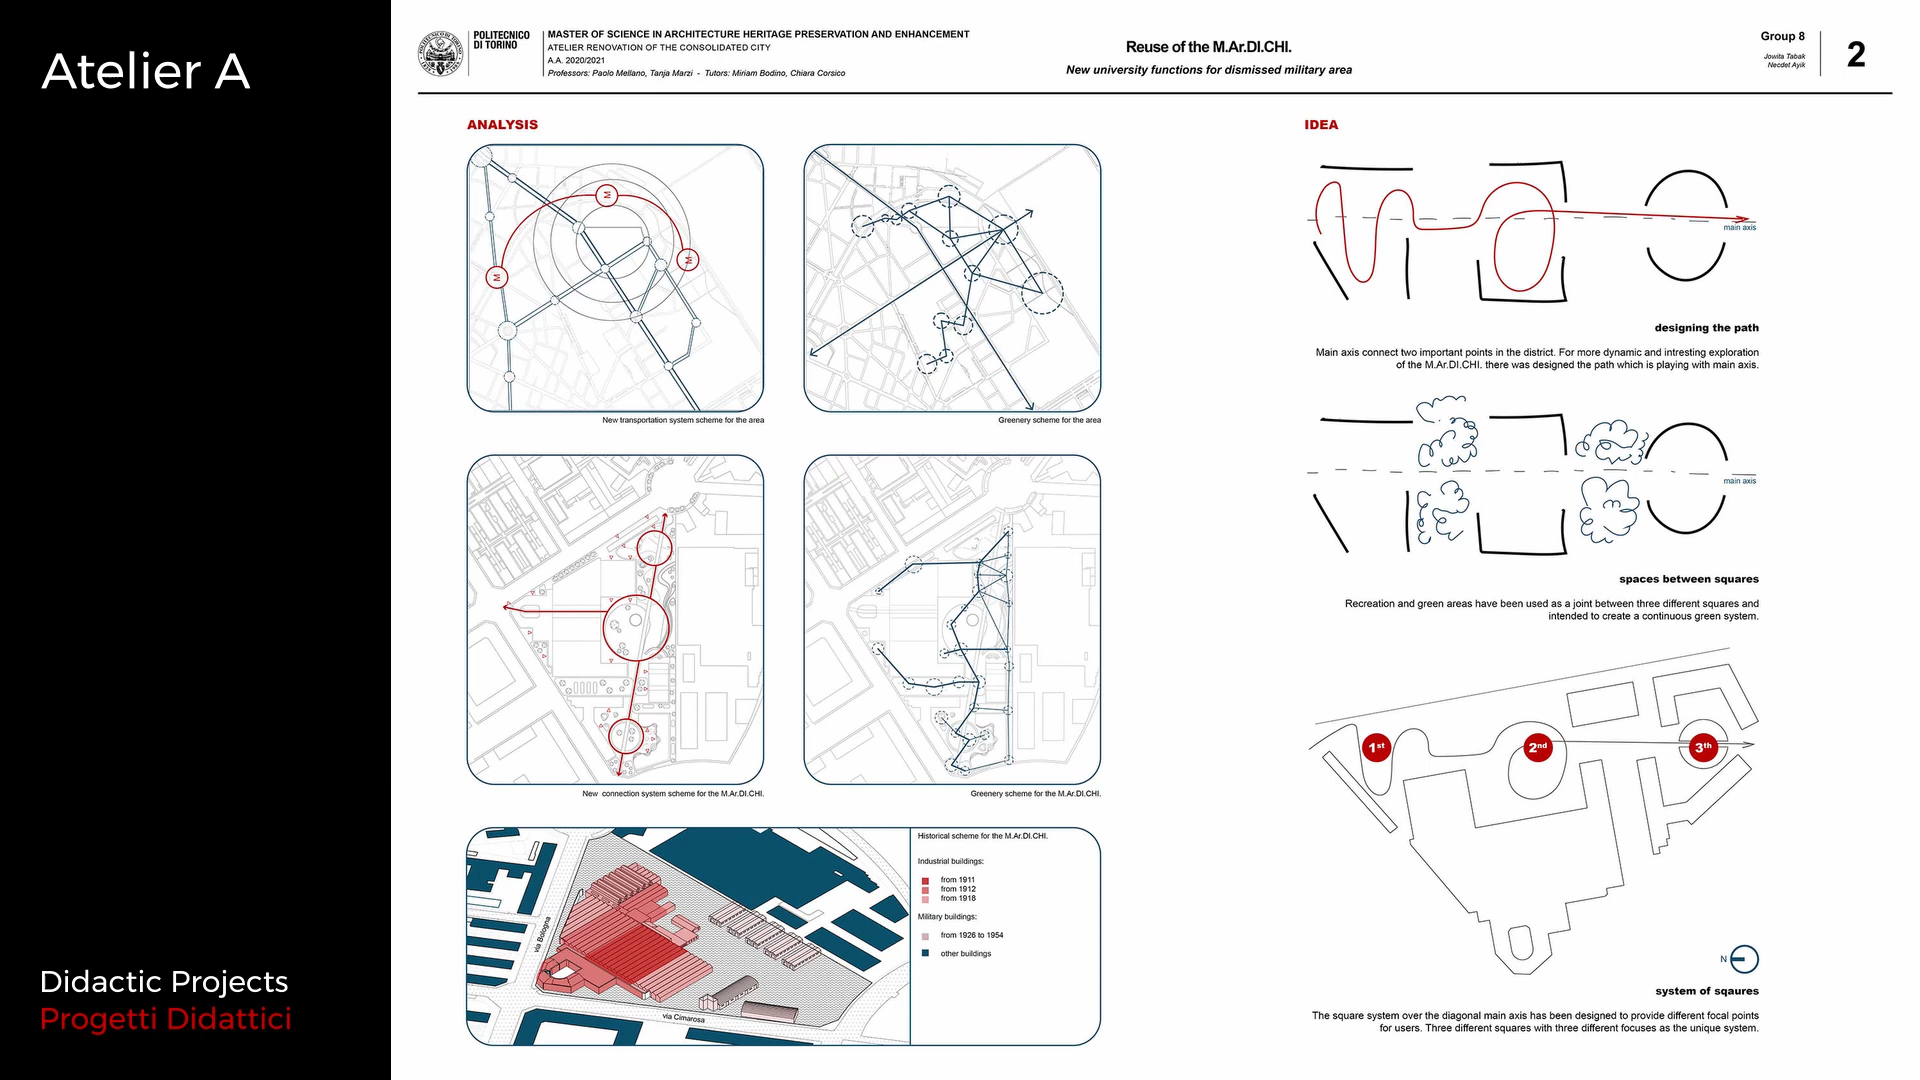 Atelier A
Didactic Projects
Progetti Didattici
POLITECNICO
DI TORINO
MASTER OF SCIENCE IN ARCHITECTURE HERITAGE PRESERVATION AND ENHANCEMENT
ATELIER RENOVATION OF THE CONSOLIDATED CITY
A.A. 2020/2021
Professors: Paolo Mellano, Tanja Marzi - Tutors: Miriam Bodino, Chiara Corsico
Reuse of the M.Ar.DI.CHI.
New university functions for dismissed military area
Group 8
Jowita Tabak
Necdet Ayik
2
ANALYSIS
M
M
M
New transportation system scheme for the area
Greenery scheme for the area
New connection system scheme for the M.Ar.DI.CHI.
Greenery scheme for the M.Ar.DI.CHI.
via Bologna
via Cimarosa
Historical scheme for the M.Ar.DI.CHI.
Industrial buildings:
from 1911
from 1912
from 1918
Military buildings:
from 1926 to 1954
other buildings
IDEA
main axis
designing the path
Main axis connect two important points in the district. For more dynamic and intresting exploration
of the M.Ar.DI.CHI. there was designed the path which is playing with main axis.
main axis
spaces between squares
Recreation and green areas have been used as a joint between three different squares and
intended to create a continuous green system.
1st
2nd
3th
N
system of sqaures
The square system over the diagonal main axis has been designed to provide different focal points
for users. Three different squares with three different focuses as the unique system.